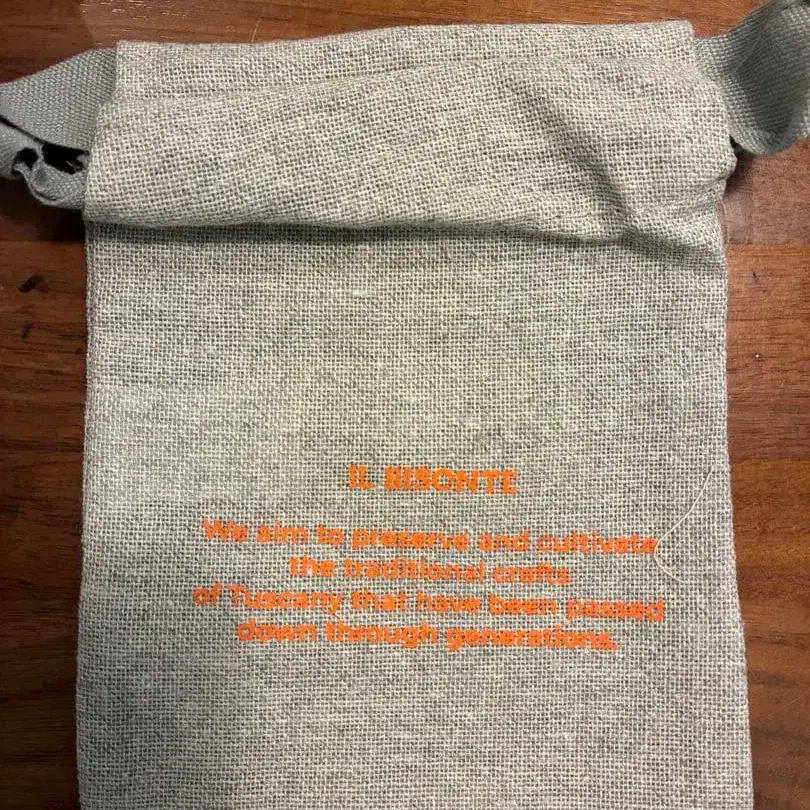 IL BISONTE
We aim to preserve and cultivate
the traditional crafts
of Tuscany that have been passed
down through generations.